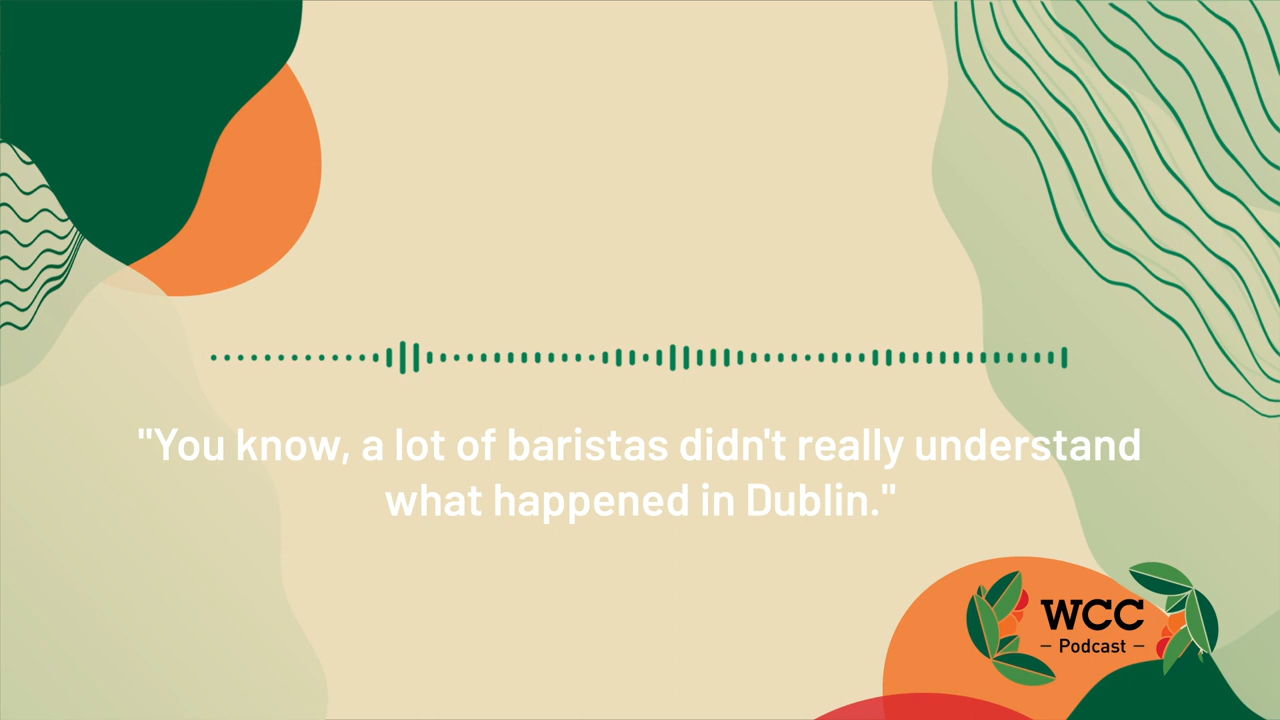 "You know, a lot of baristas didn't really understand
what happened in Dublin."
WCC
– Podcast –